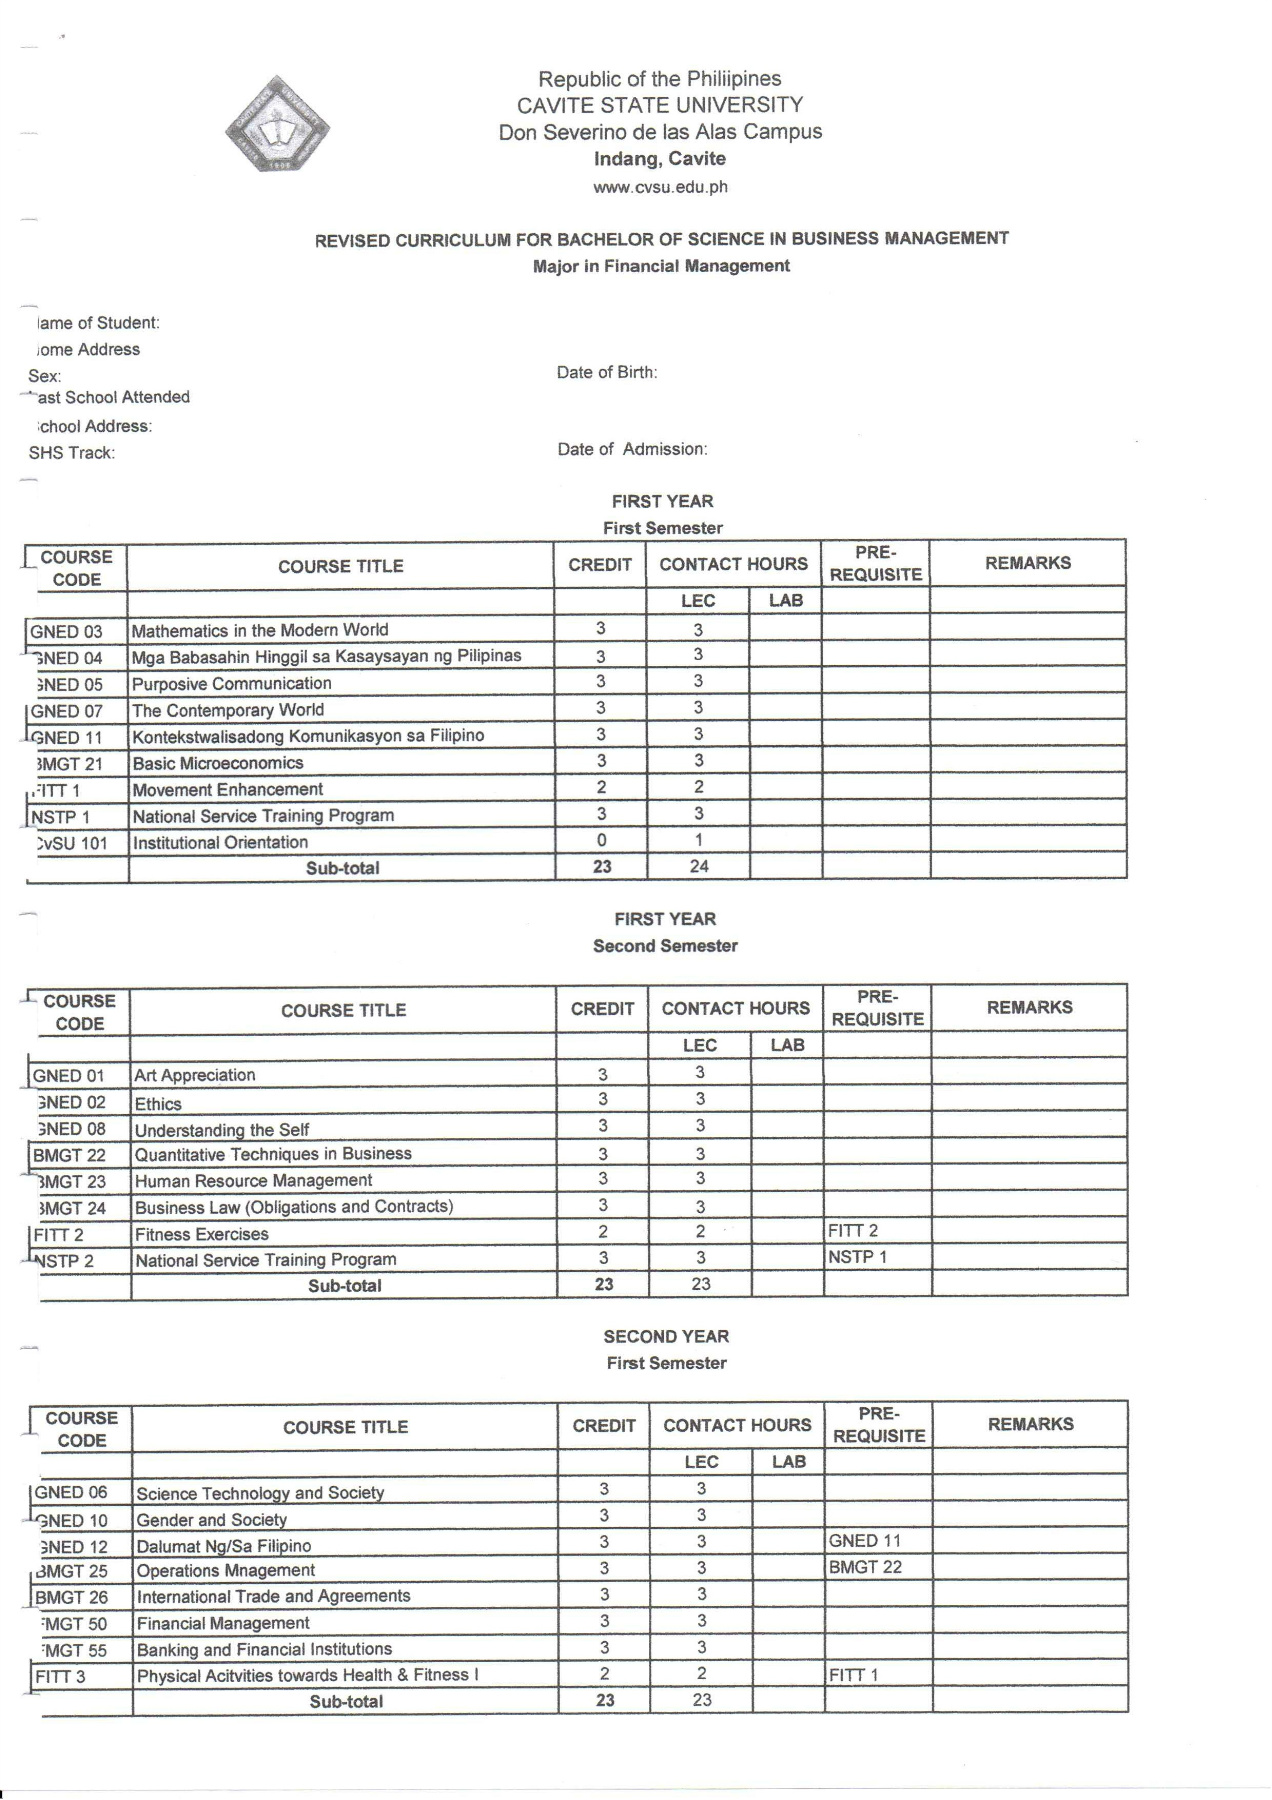 Republic of the Philiipines
CAVITE STATE UNIVERSITY
Don Severino de las Alas Campus
Indang, Cavite
www.cvsu.edu.ph
REVISED CURRICULUM FOR BACHELOR OF SCIENCE IN BUSINESS MANAGEMENT
Major in Financial Management
ame of Student:
ome Address
Sex: Date of Birth:
ast School Attended
chool Address:
SHS Track: Date of Admission:
FIRST YEAR
First Semester
COURSE CODE COURSE TITLE CREDIT CONTACT HOURS PRE-REQUISITE REMARKS
LEC LAB
GNED 03 Mathematics in the Modern World 3 3
GNED 04 Mga Babasahin Hinggil sa Kasaysayan ng Pilipinas 3 3
GNED 05 Purposive Communication 3 3
GNED 07 The Contemporary World 3 3
GNED 11 Kontekstwalisadong Komunikasyon sa Filipino 3 3
BMGT 21 Basic Microeconomics 3 3
FITT 1 Movement Enhancement 2 2
NSTP 1 National Service Training Program 3 3
CvSU 101 Institutional Orientation 0 1
Sub-total 23 24
FIRST YEAR
Second Semester
COURSE CODE COURSE TITLE CREDIT CONTACT HOURS PRE-REQUISITE REMARKS
LEC LAB
GNED 01 Art Appreciation 3 3
GNED 02 Ethics 3 3
GNED 08 Understanding the Self 3 3
BMGT 22 Quantitative Techniques in Business 3 3
BMGT 23 Human Resource Management 3 3
BMGT 24 Business Law (Obligations and Contracts) 3 3
FITT 2 Fitness Exercises 2 2 FITT 2
NSTP 2 National Service Training Program 3 3 NSTP 1
Sub-total 23 23
SECOND YEAR
First Semester
COURSE CODE COURSE TITLE CREDIT CONTACT HOURS PRE-REQUISITE REMARKS
LEC LAB
GNED 06 Science Technology and Society 3 3
GNED 10 Gender and Society 3 3
GNED 12 Dalumat Ng/Sa Filipino 3 3 GNED 11
BMGT 25 Operations Mnagement 3 3 BMGT 22
BMGT 26 International Trade and Agreements 3 3
FMGT 50 Financial Management 3 3
FMGT 55 Banking and Financial Institutions 3 3
FITT 3 Physical Acitvities towards Health & Fitness I 2 2 FITT 1
Sub-total 23 23